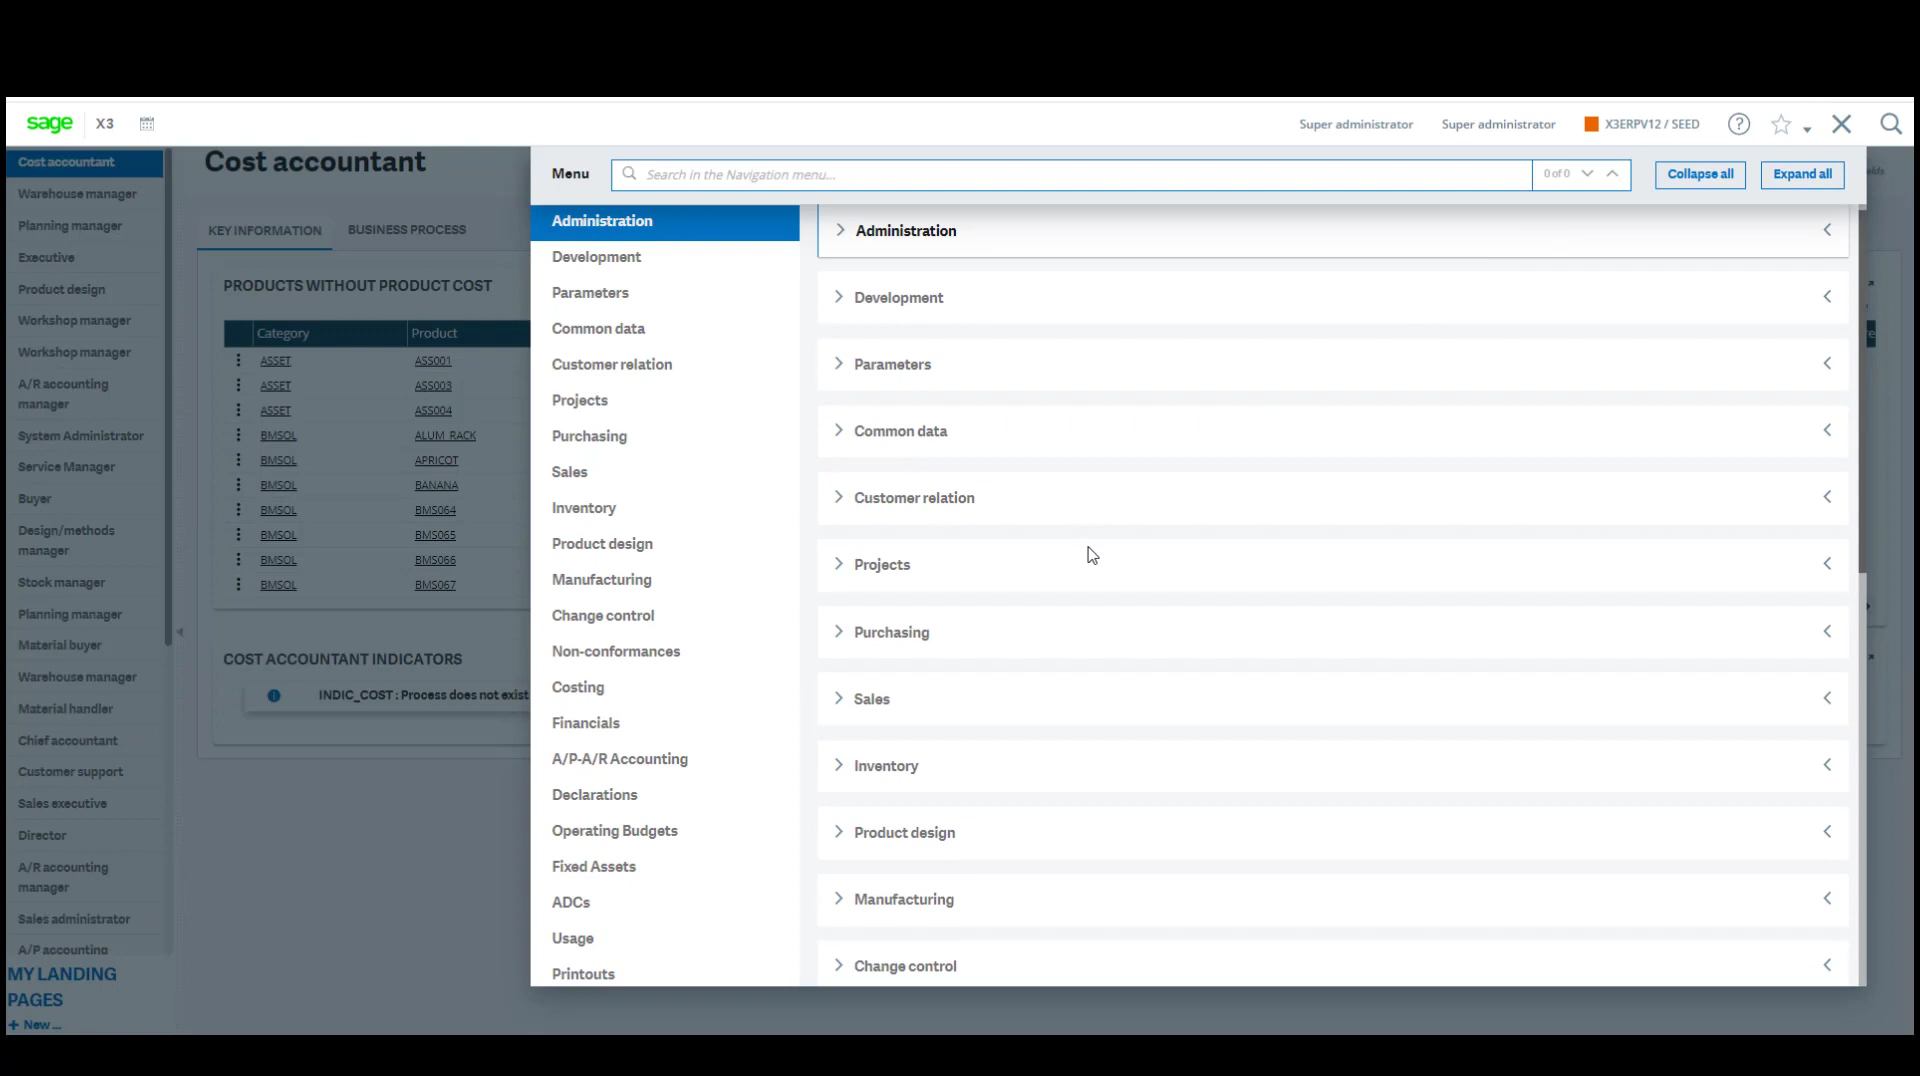 sage X3
Super administrator Super administrator X3ERPV12 / SEED
Cost accountant
Warehouse manager
Planning manager
Executive
Product design
Workshop manager
Workshop manager
A/R accounting
manager
System Administrator
Service Manager
Buyer
Design/methods
manager
Stock manager
Planning manager
Material buyer
Warehouse manager
Material handler
Chief accountant
Customer support
Sales executive
Director
A/R accounting
manager
Sales administrator
A/P accounting
MY LANDING
PAGES
+ New ...
Cost accountant
KEY INFORMATION BUSINESS PROCESS
PRODUCTS WITHOUT PRODUCT COST
Category Product
ASSET ASS001
ASSET ASS003
ASSET ASS004
BMSOL ALUM_RACK
BMSOL APRICOT
BMSOL BANANA
BMSOL BMS064
BMSOL BMS065
BMSOL BMS066
BMSOL BMS067
COST ACCOUNTANT INDICATORS
INDIC_COST : Process does not exist
Menu Search in the Navigation menu... 0 of 0 Collapse all Expand all
Administration
Development
Parameters
Common data
Customer relation
Projects
Purchasing
Sales
Inventory
Product design
Manufacturing
Change control
Non-conformances
Costing
Financials
A/P-A/R Accounting
Declarations
Operating Budgets
Fixed Assets
ADCs
Usage
Printouts
Administration
Development
Parameters
Common data
Customer relation
Projects
Purchasing
Sales
Inventory
Product design
Manufacturing
Change control